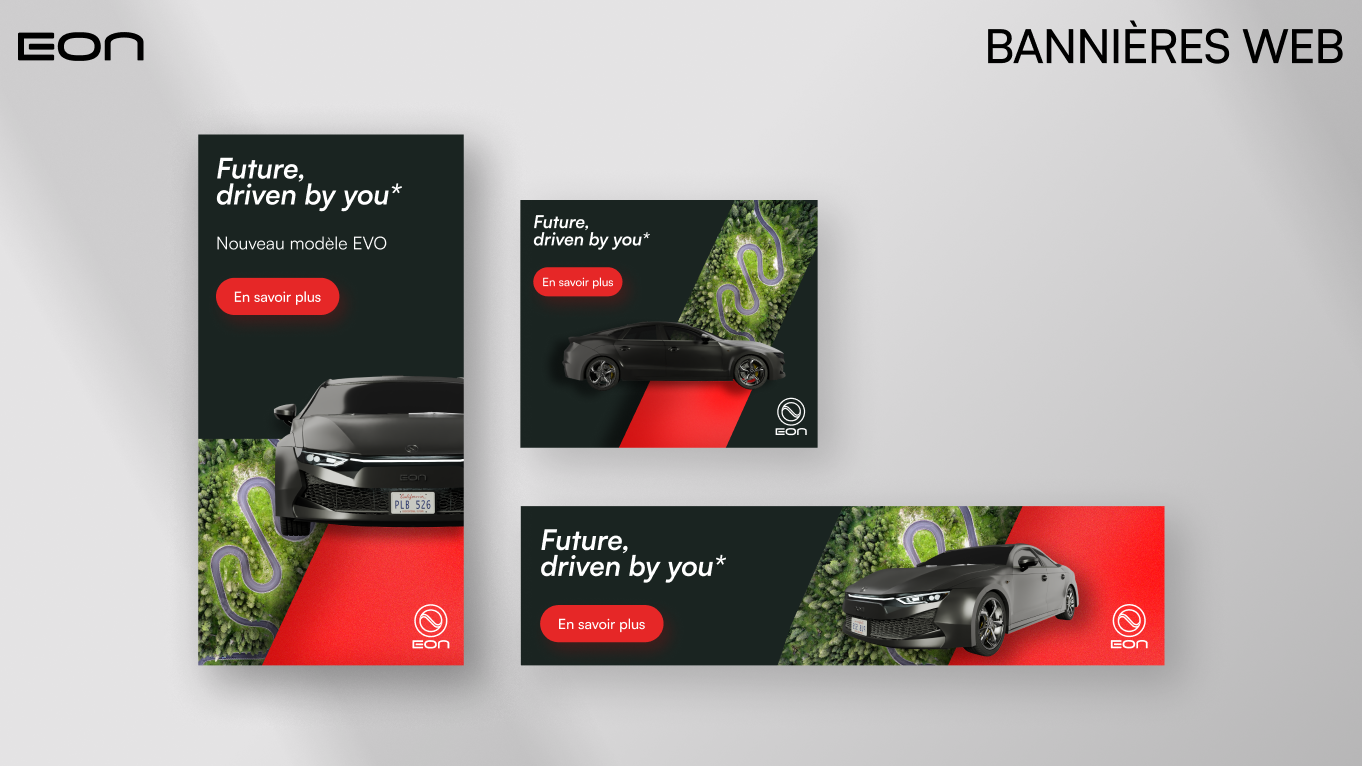 EON
BANNIÈRES WEB
Future,
driven by you*
Nouveau modèle EVO
En savoir plus
EON
California
PLB 526
EON
Future,
driven by you*
En savoir plus
EON
Future,
driven by you*
En savoir plus
EON